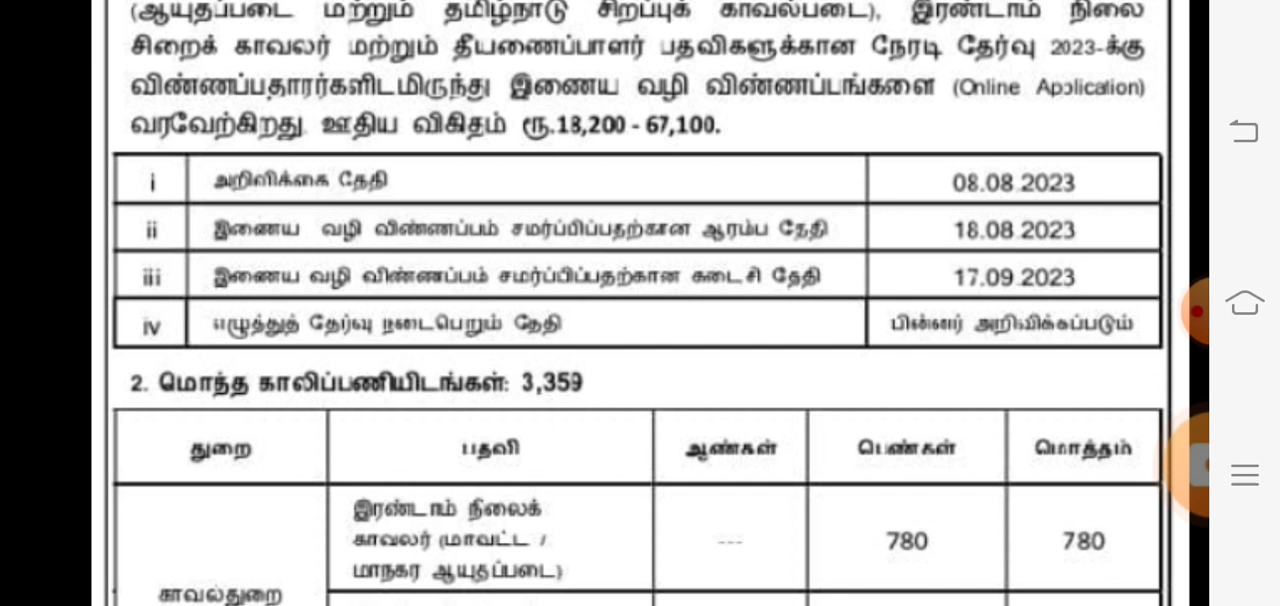 (ஆயுதப்படை மற்றும் தமிழ்நாடு சிறப்புக் காவல்படை), இரண்டாம் நிலை
சிறைக் காவலர் மற்றும் தீயணைப்பாளர் பதவிகளுக்கான நேரடி தேர்வு 2023-க்கு
விண்ணப்பதாரர்களிடமிருந்து இணைய வழி விண்ணப்பங்களை (Online Application)
வரவேற்கிறது. ஊதிய விகிதம் ரூ.18,200 - 67,100.
i அறிவிக்கை தேதி 08.08.2023
ii இணைய வழி விண்ணப்பம் சமர்ப்பிப்பதற்கான ஆரம்ப தேதி 18.08.2023
iii இணைய வழி விண்ணப்பம் சமர்ப்பிப்பதற்கான கடைசி தேதி 17.09.2023
iv எழுத்துத் தேர்வு நடைபெறும் தேதி பின்னர் அறிவிக்கப்படும்
2. மொத்த காலிப்பணியிடங்கள்: 3,359
துறை பதவி ஆண்கள் பெண்கள் மொத்தம்
இரண்டாம் நிலைக்
காவலர் (மாவட்ட / --- 780 780
மாநகர ஆயுதப்படை)
காவல்துறை